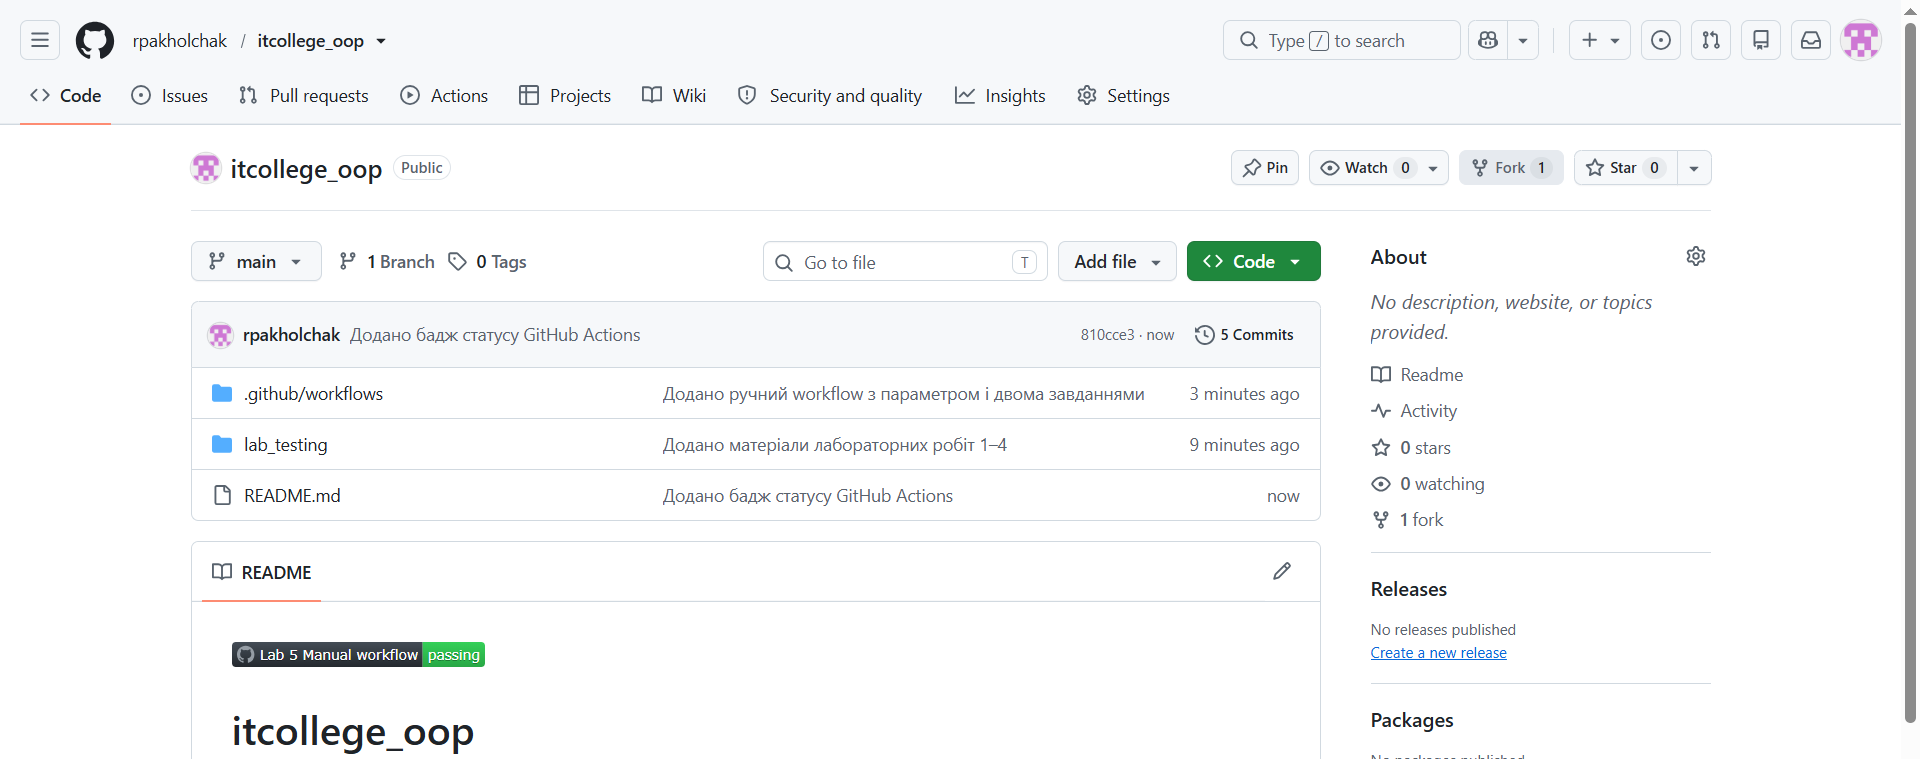 rpakholchak / itcollege_oop
Type / to search
Code
Issues
Pull requests
Actions
Projects
Wiki
Security and quality
Insights
Settings
itcollege_oop Public
Pin
Watch 0
Fork 1
Star 0
main
1 Branch
0 Tags
Go to file T
Add file
Code
rpakholchak Додано бадж статусу GitHub Actions 810cce3 · now 5 Commits
.github/workflows Додано ручний workflow з параметром і двома завданнями 3 minutes ago
lab_testing Додано матеріали лабораторних робіт 1–4 9 minutes ago
README.md Додано бадж статусу GitHub Actions now
README
Lab 5 Manual workflow passing
itcollege_oop
About
No description, website, or topics
provided.
Readme
Activity
0 stars
0 watching
1 fork
Releases
No releases published
Create a new release
Packages
No packages published